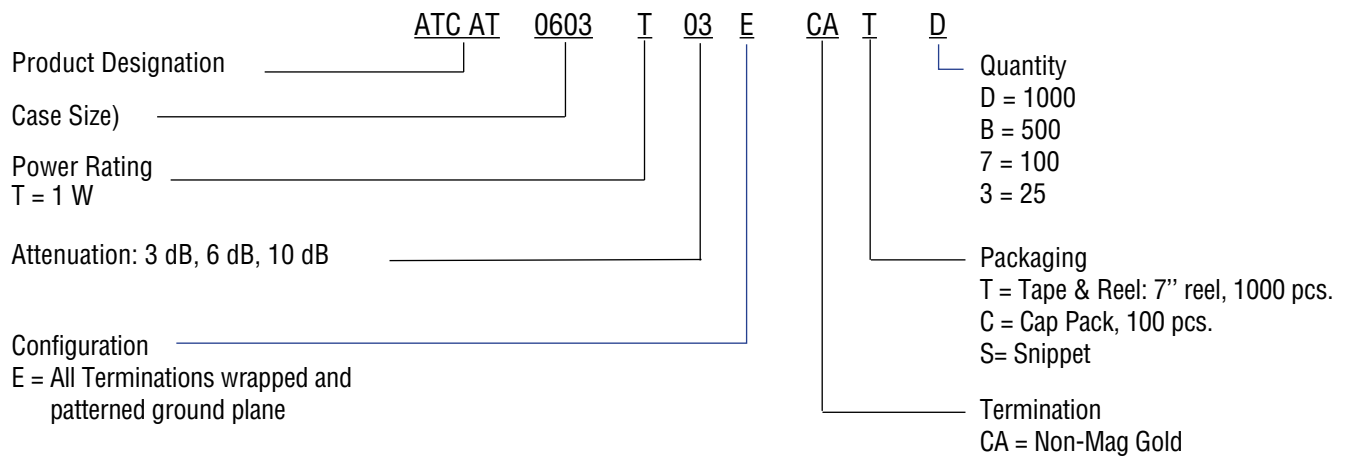 ATC AT 0603 T 03 E CA T D
Product Designation
Case Size)
Power Rating
T = 1 W
Attenuation: 3 dB, 6 dB, 10 dB
Configuration
E = All Terminations wrapped and
patterned ground plane
Quantity
D = 1000
B = 500
7 = 100
3 = 25
Packaging
T = Tape & Reel: 7’’ reel, 1000 pcs.
C = Cap Pack, 100 pcs.
S= Snippet
Termination
CA = Non-Mag Gold